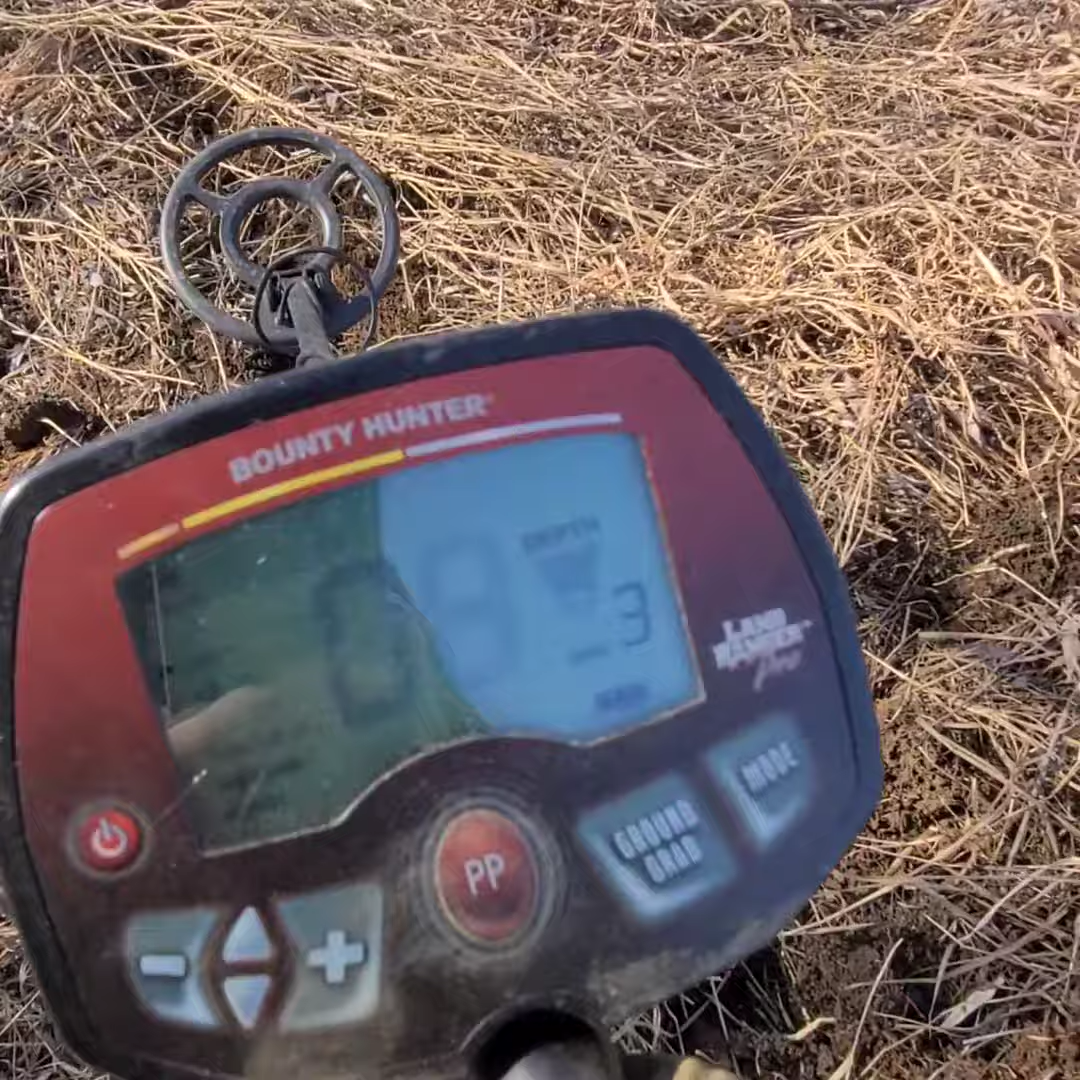 BOUNTY HUNTER
DEPTH
3
LAND
RANGER
Pro
MODE
GROUND
GRAB
PP
- +